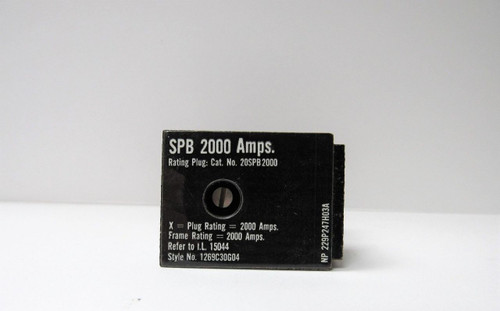 SPB 2000 Amps.
Rating Plug: Cat. No. 20SPB2000
X = Plug Rating = 2000 Amps.
Frame Rating = 2000 Amps.
Refer to I.L. 15044
Style No. 1269C30G04
NP 229P247H03A